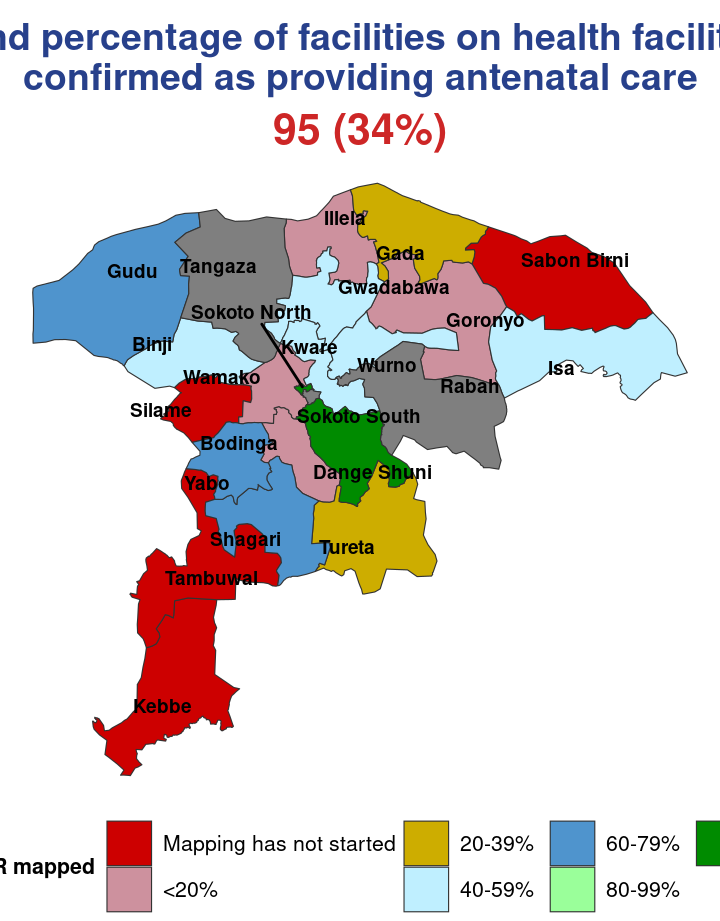 nd percentage of facilities on health facilit
confirmed as providing antenatal care
95 (34%)
Illela
Gada
Sabon Birni
Gudu
Tangaza
Gwadabawa
Sokoto North
Goronyo
Binji
Kware
Wurno
Isa
Wamako
Rabah
Silame
Sokoto South
Bodinga
Dange Shuni
Yabo
Shagari
Tureta
Tambuwal
Kebbe
Mapping has not started
20-39%
60-79%
R mapped
<20%
40-59%
80-99%